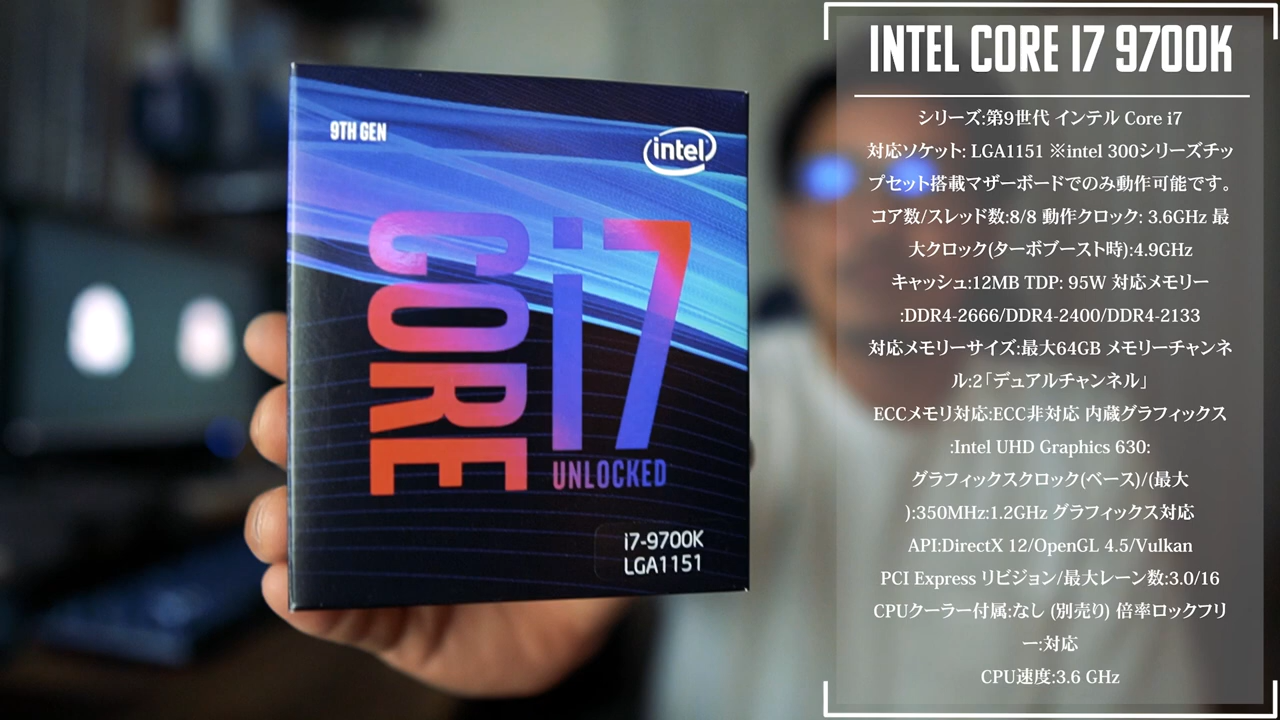 9TH GEN
intel
CORE i7
UNLOCKED
i7-9700K
LGA1151
INTEL CORE I7 9700K
シリーズ:第9世代 インテル Core i7
対応ソケット: LGA1151 ※intel 300シリーズチッ
プセット搭載マザーボードでのみ動作可能です。
コア数/スレッド数:8/8 動作クロック: 3.6GHz 最
大クロック(ターボブースト時):4.9GHz
キャッシュ:12MB TDP: 95W 対応メモリー
:DDR4-2666/DDR4-2400/DDR4-2133
対応メモリーサイズ:最大64GB メモリーチャンネ
ル:2「デュアルチャンネル」
ECCメモリ対応:ECC非対応 内蔵グラフィックス
:Intel UHD Graphics 630:
グラフィックスクロック(ベース)/(最大
):350MHz:1.2GHz グラフィックス対応
API:DirectX 12/OpenGL 4.5/Vulkan
PCI Express リビジョン/最大レーン数:3.0/16
CPUクーラー付属:なし (別売り) 倍率ロックフリ
ー:対応
CPU速度:3.6 GHz